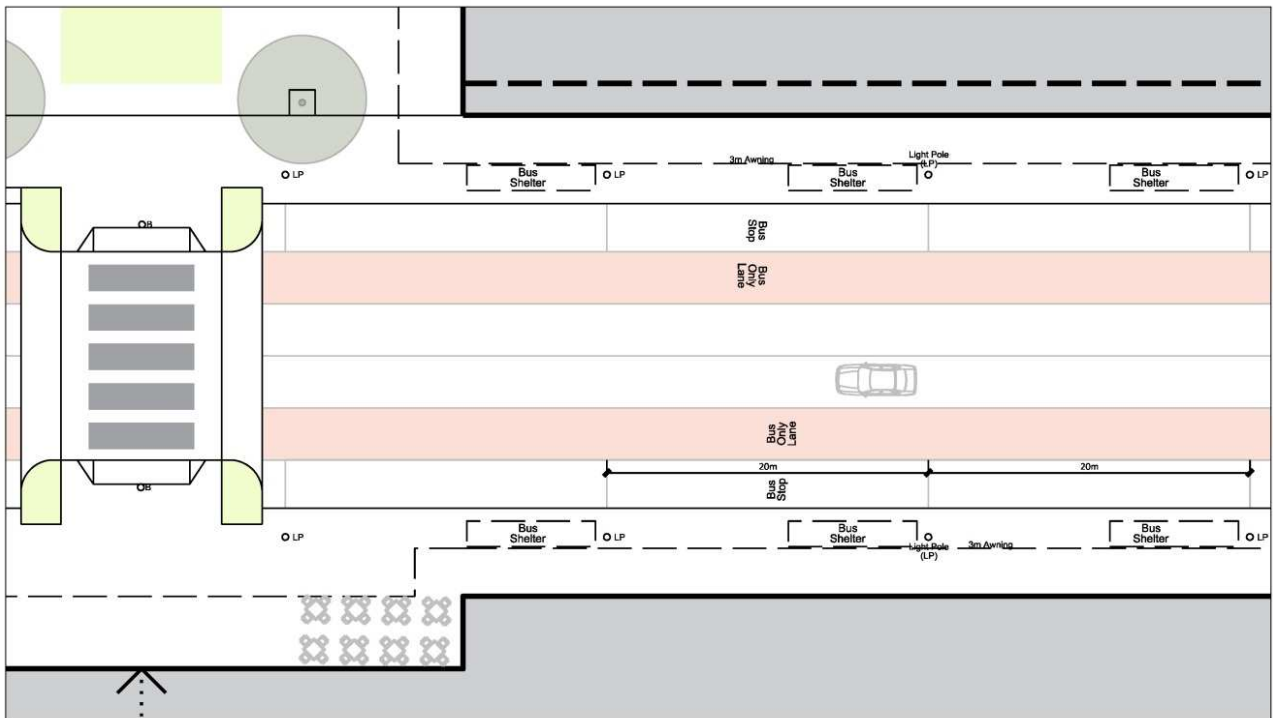 3m Awning
Light Pole
(LP)
LP
Bus
Shelter
LP
Bus
Shelter
Bus
Shelter
LP
B
Bus
Stop
Bus
Only
Lane
Bus
Only
Lane
20m
20m
Bus
Stop
B
LP
Bus
Shelter
LP
Bus
Shelter
Light Pole
(LP)
3m Awning
Bus
Shelter
LP